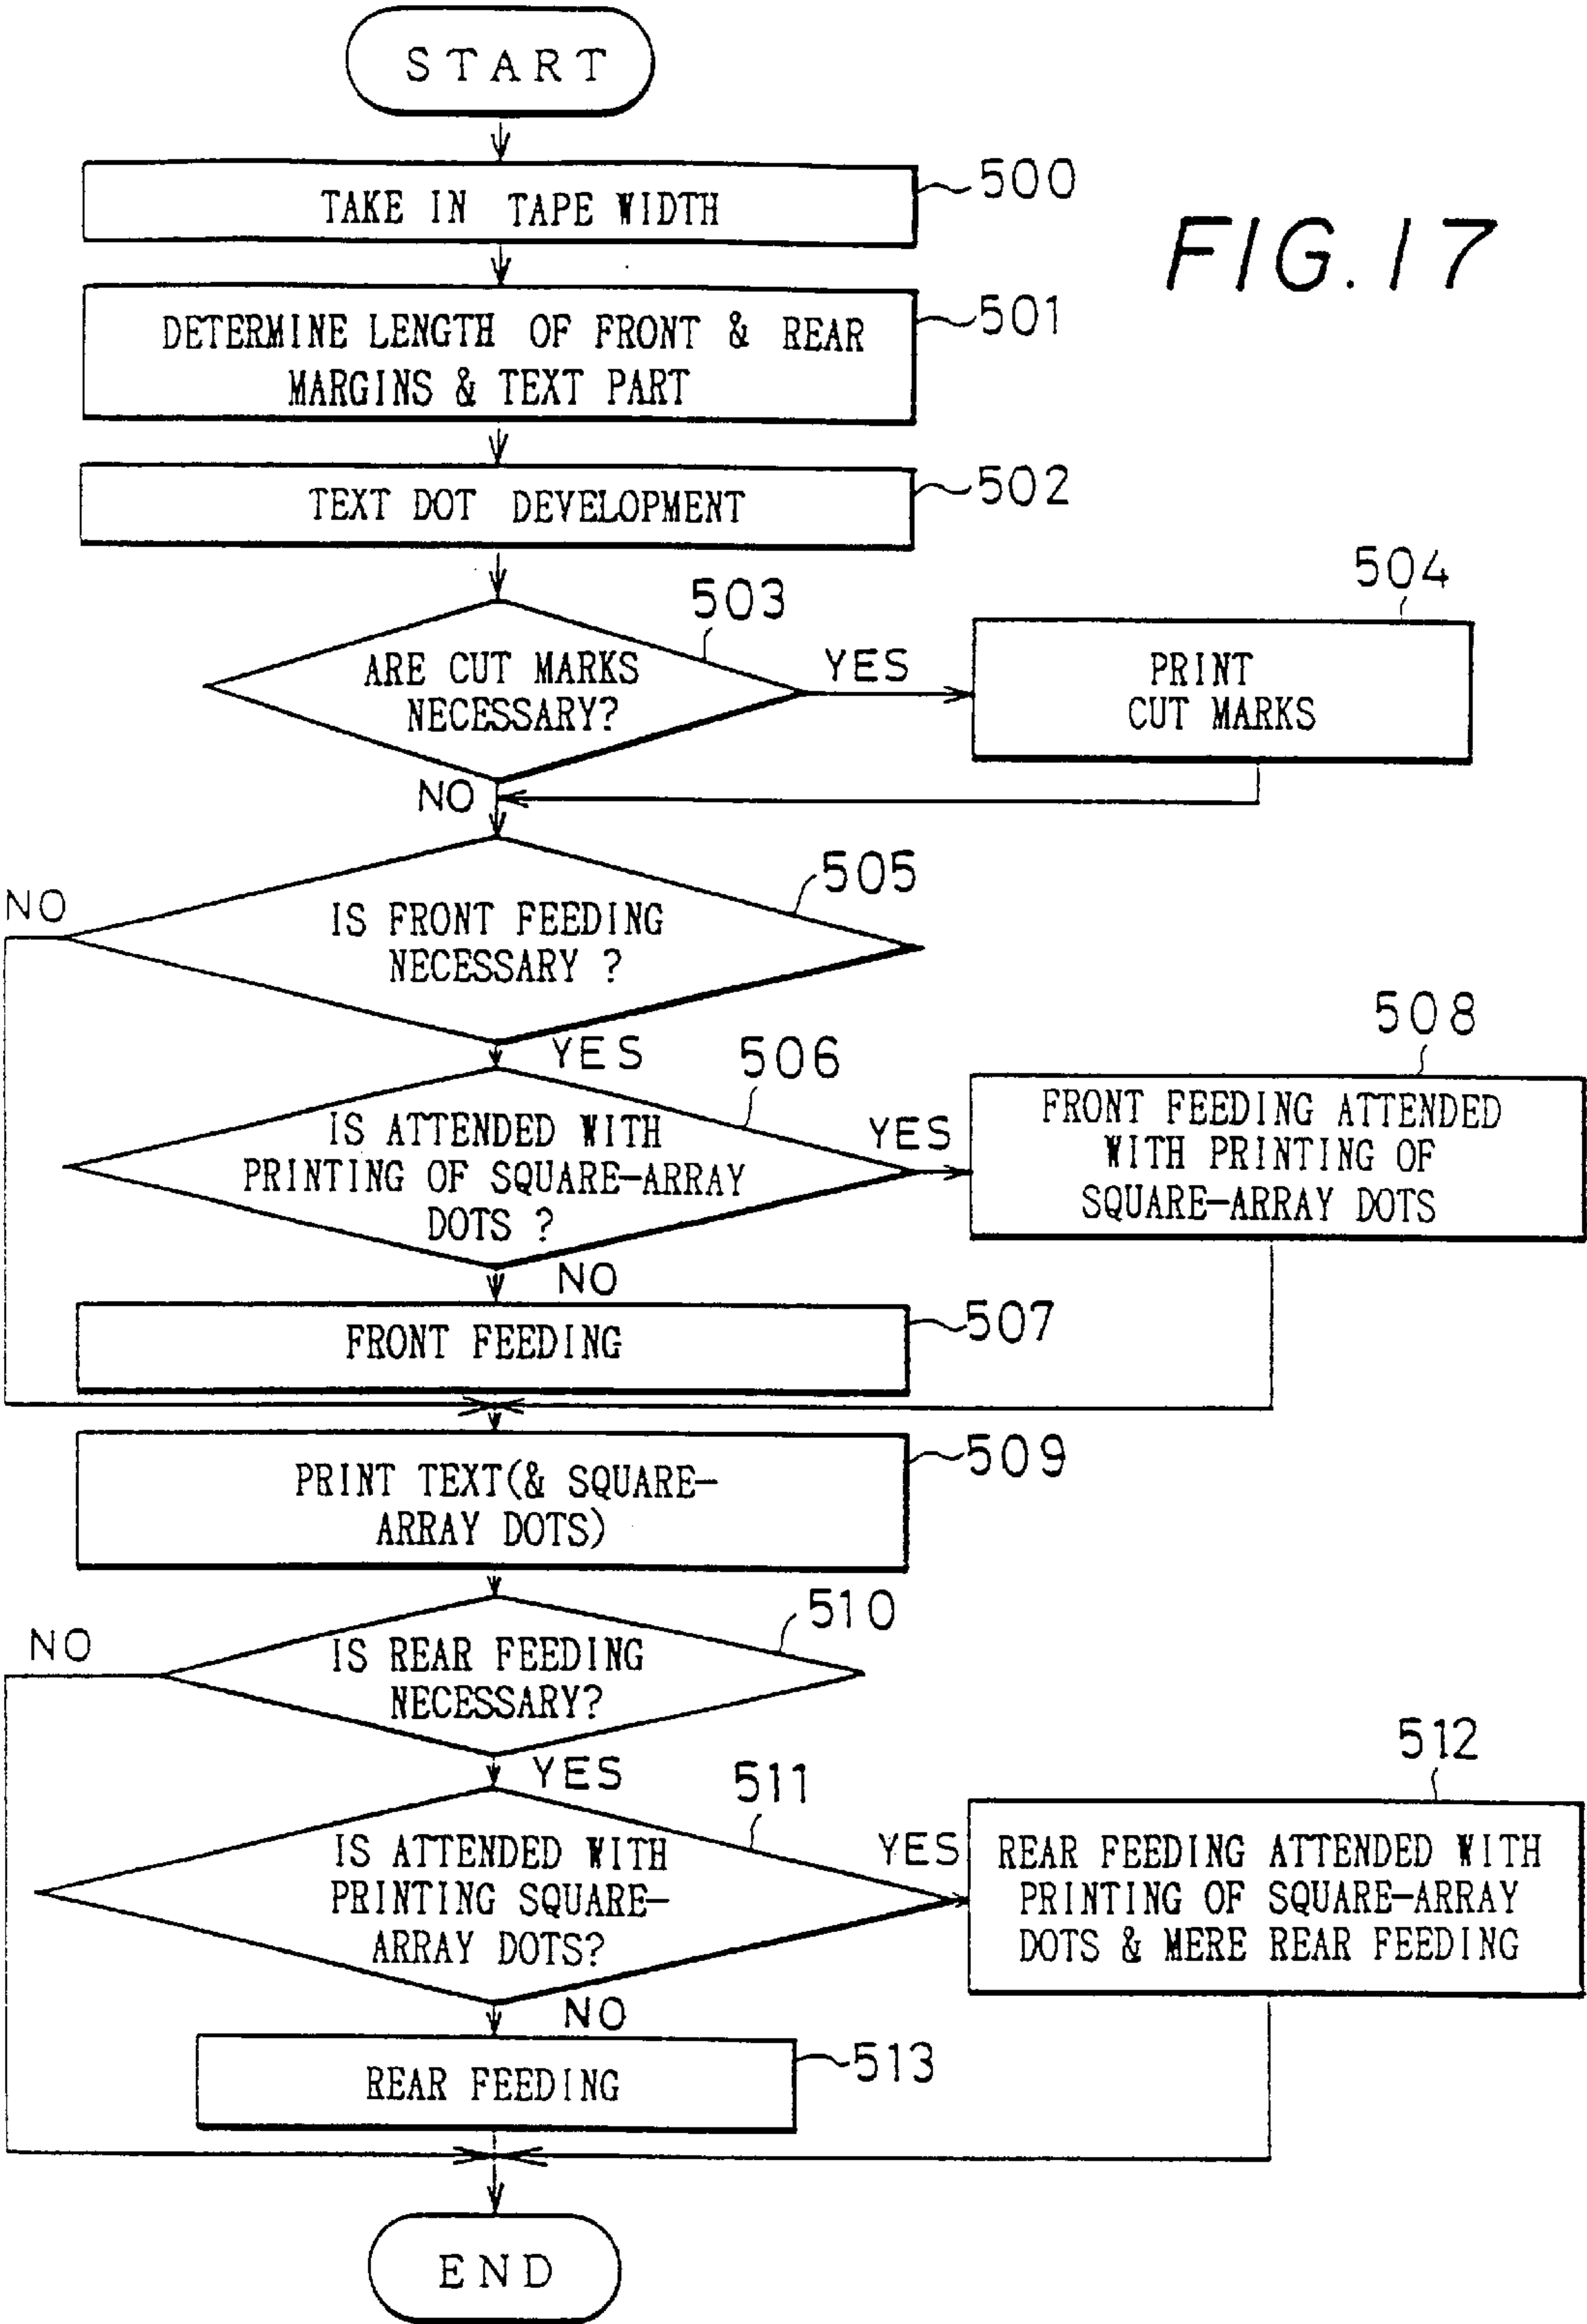 START
500
TAKE IN TAPE WIDTH
FIG.17
501
DETERMINE LENGTH OF FRONT & REAR
MARGINS & TEXT PART
502
TEXT DOT DEVELOPMENT
503
504
ARE CUT MARKS
NECESSARY?
YES
PRINT
CUT MARKS
NO
505
NO
IS FRONT FEEDING
NECESSARY ?
YES
506
508
IS ATTENDED WITH
PRINTING OF SQUARE-ARRAY
DOTS ?
YES
FRONT FEEDING ATTENDED
WITH PRINTING OF
SQUARE-ARRAY DOTS
NO
507
FRONT FEEDING
509
PRINT TEXT(& SQUARE-
ARRAY DOTS)
510
NO
IS REAR FEEDING
NECESSARY?
YES
511
512
IS ATTENDED WITH
PRINTING SQUARE-
ARRAY DOTS?
YES
REAR FEEDING ATTENDED WITH
PRINTING OF SQUARE-ARRAY
DOTS & MERE REAR FEEDING
NO
513
REAR FEEDING
END